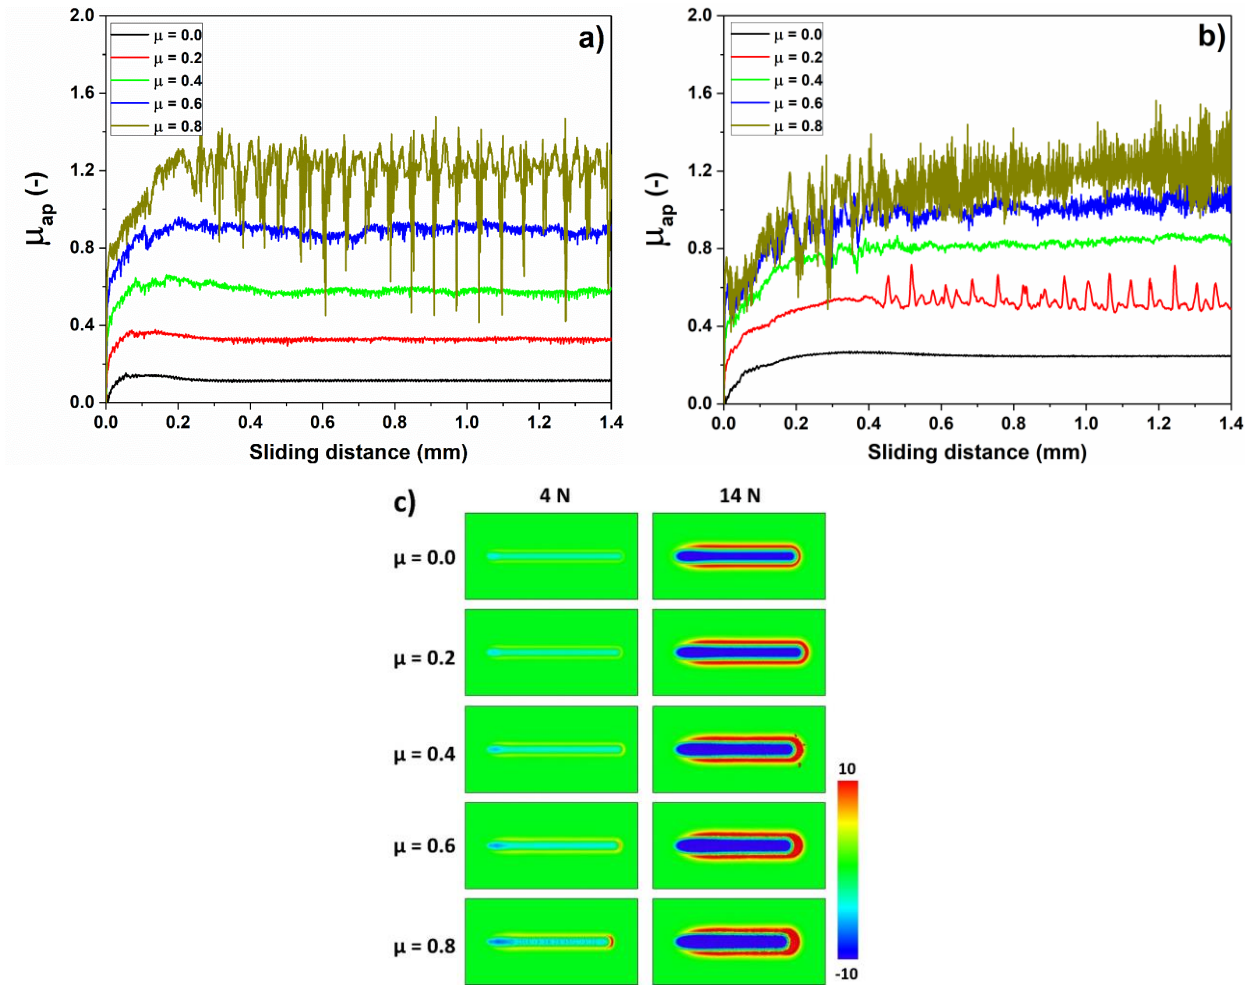 a)
μ = 0.0
μ = 0.2
μ = 0.4
μ = 0.6
μ = 0.8
2.0
1.6
1.2
0.8
0.4
0.0
μap (-)
0.0 0.2 0.4 0.6 0.8 1.0 1.2 1.4
Sliding distance (mm)
b)
μ = 0.0
μ = 0.2
μ = 0.4
μ = 0.6
μ = 0.8
2.0
1.6
1.2
0.8
0.4
0.0
μap (-)
0.0 0.2 0.4 0.6 0.8 1.0 1.2 1.4
Sliding distance (mm)
c)
4 N 14 N
μ = 0.0
μ = 0.2
μ = 0.4
μ = 0.6
μ = 0.8
10
-10